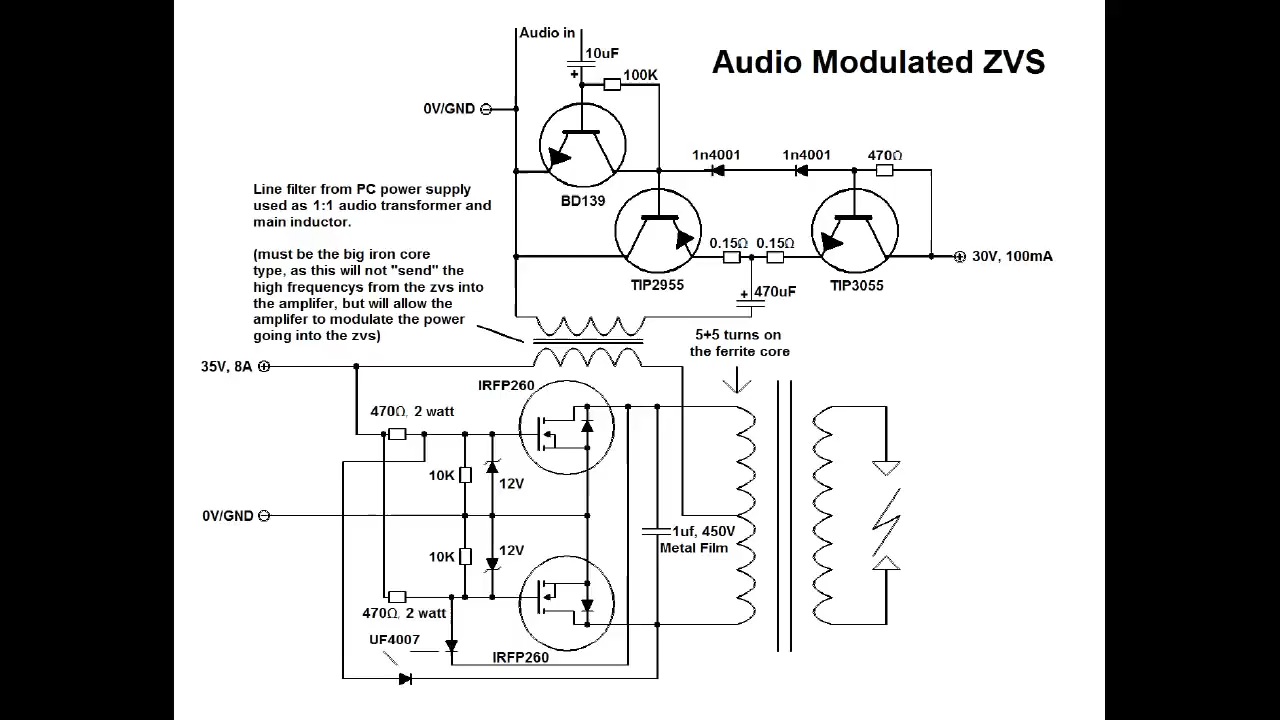 Audio in
10uF
+
100K
Audio Modulated ZVS
0V/GND
1n4001
1n4001
470Ω
BD139
Line filter from PC power supply
used as 1:1 audio transformer and
main inductor.
(must be the big iron core
type, as this will not "send" the
high frequencys from the zvs into
the amplifer, but will allow the
amplifer to modulate the power
going into the zvs)
0.15Ω
0.15Ω
30V, 100mA
TIP2955
TIP3055
+
470uF
5+5 turns on
the ferrite core
35V, 8A
IRFP260
470Ω, 2 watt
10K
12V
0V/GND
1uf, 450V
Metal Film
10K
12V
470Ω, 2 watt
UF4007
IRFP260